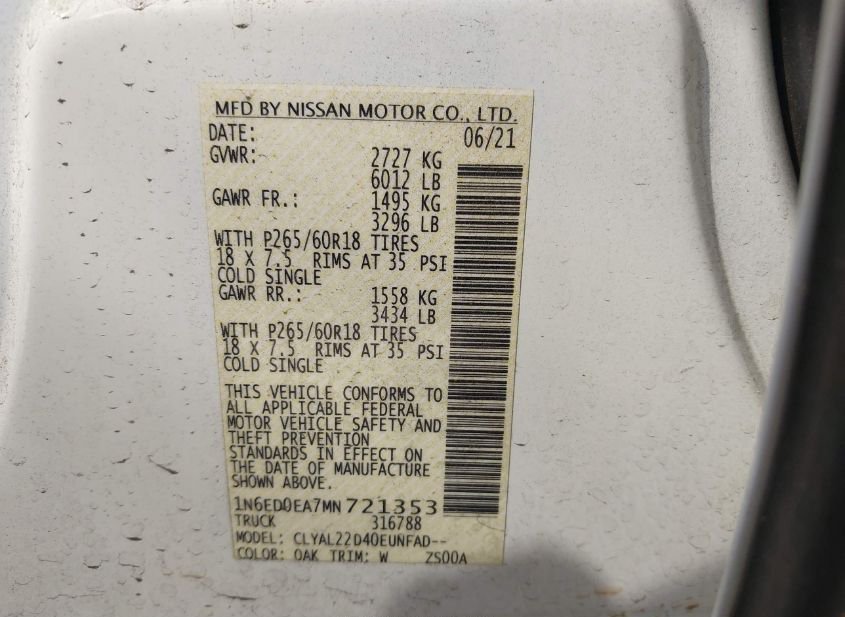 MFD BY NISSAN MOTOR CO., LTD.
DATE: 06/21
GVWR: 2727 KG
6012 LB
GAWR FR.: 1495 KG
3296 LB
WITH P265/60R18 TIRES
18 X 7.5 RIMS AT 35 PSI
COLD SINGLE
GAWR RR.: 1558 KG
3434 LB
WITH P265/60R18 TIRES
18 X 7.5 RIMS AT 35 PSI
COLD SINGLE
THIS VEHICLE CONFORMS TO
ALL APPLICABLE FEDERAL
MOTOR VEHICLE SAFETY AND
THEFT PREVENTION
STANDARDS IN EFFECT ON
THE DATE OF MANUFACTURE
SHOWN ABOVE.
1N6ED0EA7MN721353
TRUCK 316788
MODEL: CLYAL22D40EUNFAD--
COLOR: QAK TRIM: W ZS00A